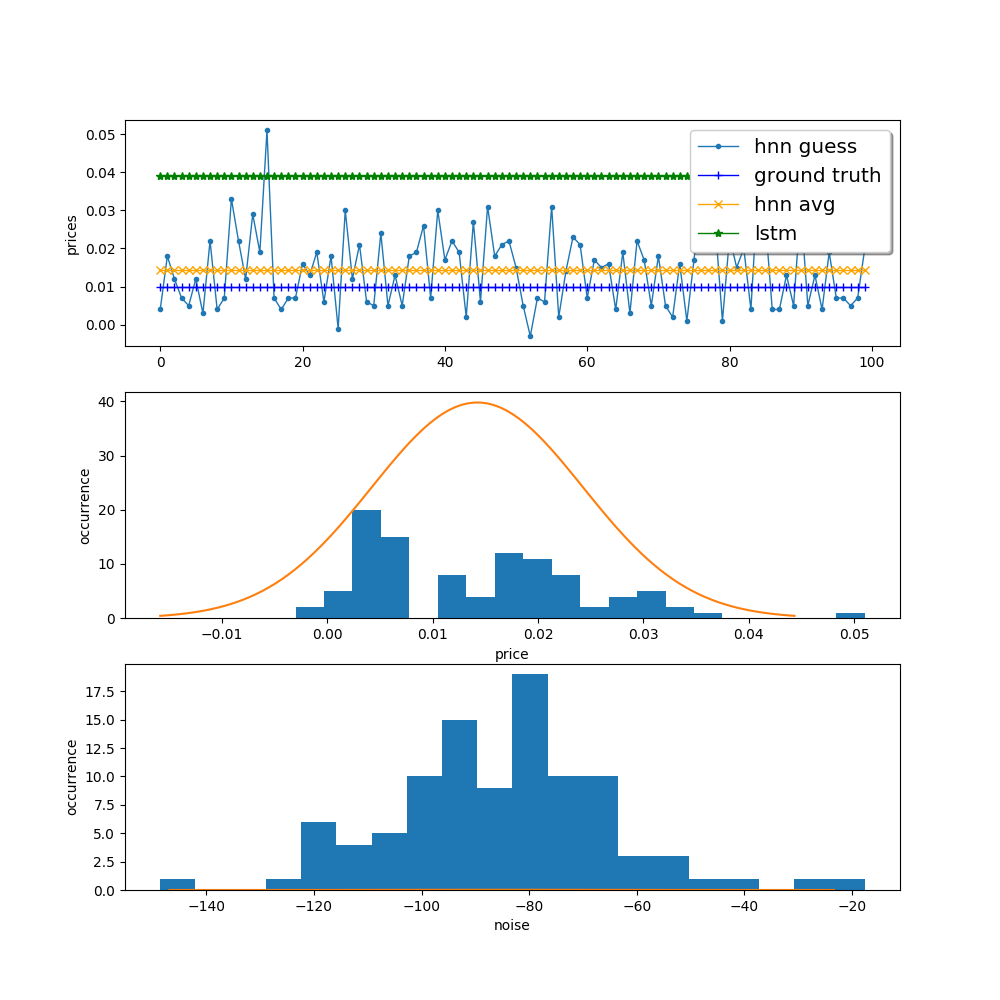 0.05
0.04
0.03
0.02
0.01
0.00
prices
hnn guess
ground truth
hnn avg
lstm
0 20 40 60 80 100
40
30
20
10
0
occurrence
−0.01 0.00 0.01 0.02 0.03 0.04 0.05
price
17.5
15.0
12.5
10.0
7.5
5.0
2.5
0.0
occurrence
−140 −120 −100 −80 −60 −40 −20
noise